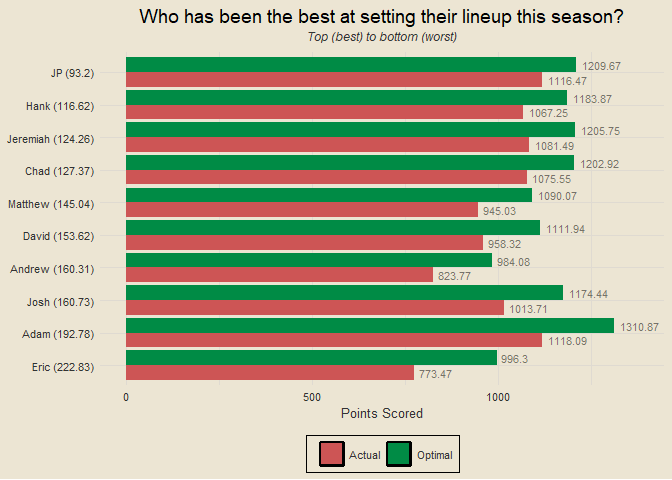 Who has been the best at setting their lineup this season?
Top (best) to bottom (worst)
JP (93.2)
1209.67
1116.47
Hank (116.62)
1183.87
1067.25
Jeremiah (124.26)
1205.75
1081.49
Chad (127.37)
1202.92
1075.55
Matthew (145.04)
1090.07
945.03
David (153.62)
1111.94
958.32
Andrew (160.31)
984.08
823.77
Josh (160.73)
1174.44
1013.71
Adam (192.78)
1310.87
1118.09
Eric (222.83)
996.3
773.47
0 500 1000
Points Scored
Actual Optimal